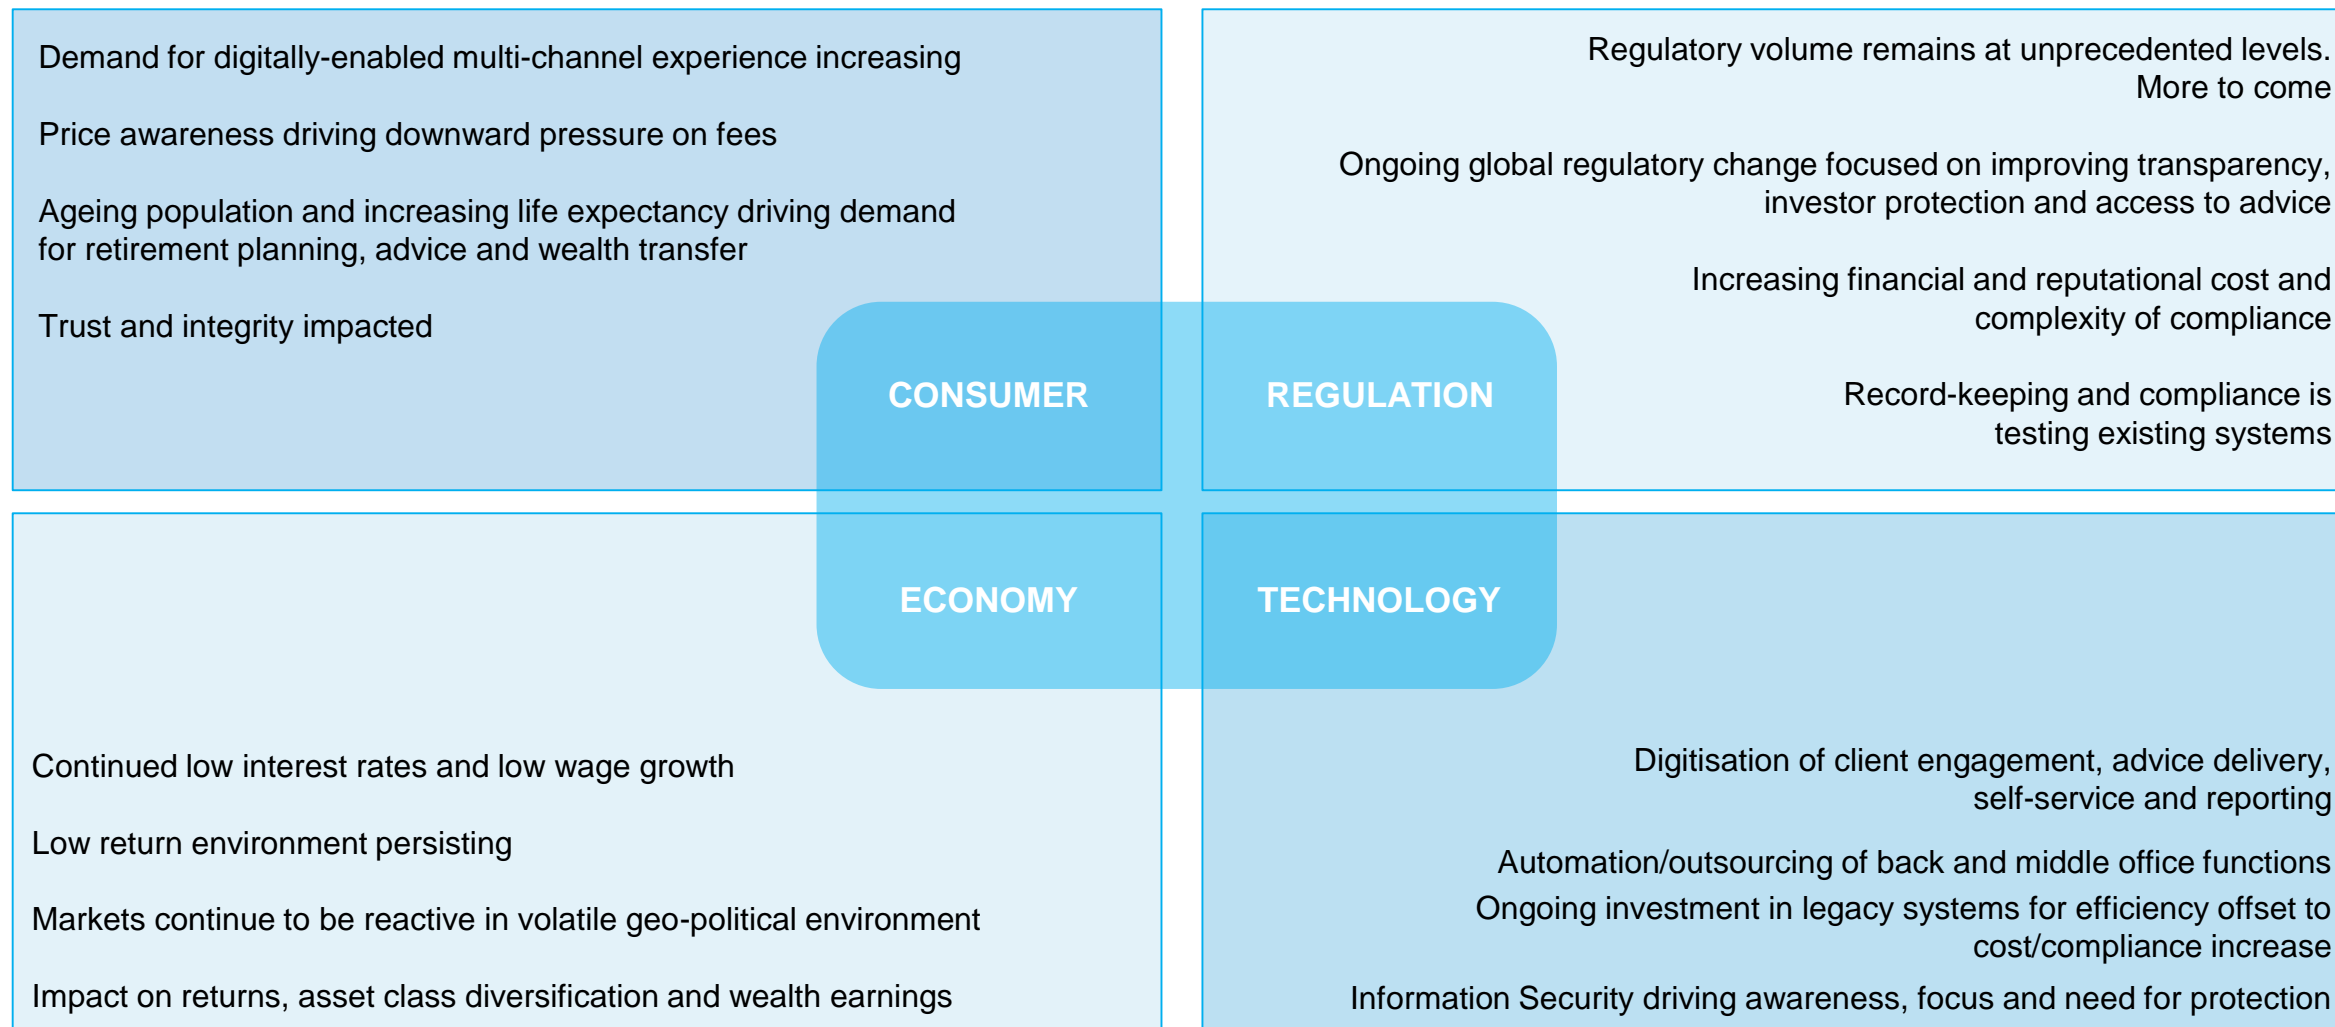 Demand for digitally-enabled multi-channel experience increasing
Price awareness driving downward pressure on fees
Ageing population and increasing life expectancy driving demand
for retirement planning, advice and wealth transfer
Trust and integrity impacted
CONSUMER
Regulatory volume remains at unprecedented levels.
More to come
Ongoing global regulatory change focused on improving transparency,
investor protection and access to advice
Increasing financial and reputational cost and
complexity of compliance
Record-keeping and compliance is
testing existing systems
REGULATION
ECONOMY
Continued low interest rates and low wage growth
Low return environment persisting
Markets continue to be reactive in volatile geo-political environment
Impact on returns, asset class diversification and wealth earnings
TECHNOLOGY
Digitisation of client engagement, advice delivery,
self-service and reporting
Automation/outsourcing of back and middle office functions
Ongoing investment in legacy systems for efficiency offset to
cost/compliance increase
Information Security driving awareness, focus and need for protection